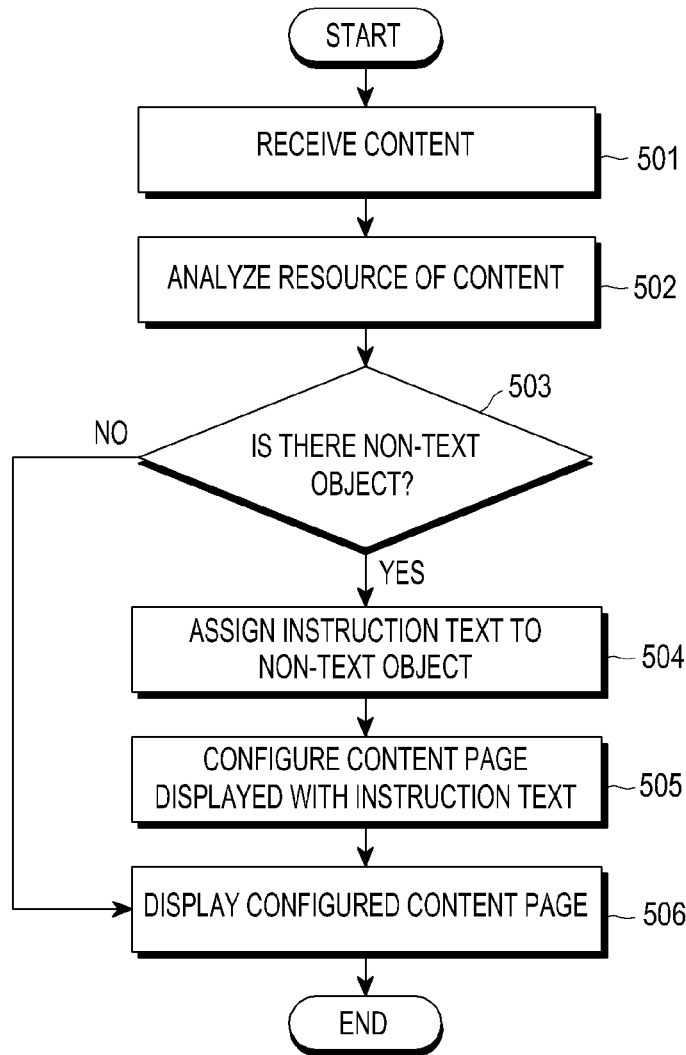 START
RECEIVE CONTENT
501
ANALYZE RESOURCE OF CONTENT
502
503
NO
IS THERE NON-TEXT
OBJECT?
YES
ASSIGN INSTRUCTION TEXT TO
NON-TEXT OBJECT
504
CONFIGURE CONTENT PAGE
DISPLAYED WITH INSTRUCTION TEXT
505
DISPLAY CONFIGURED CONTENT PAGE
506
END